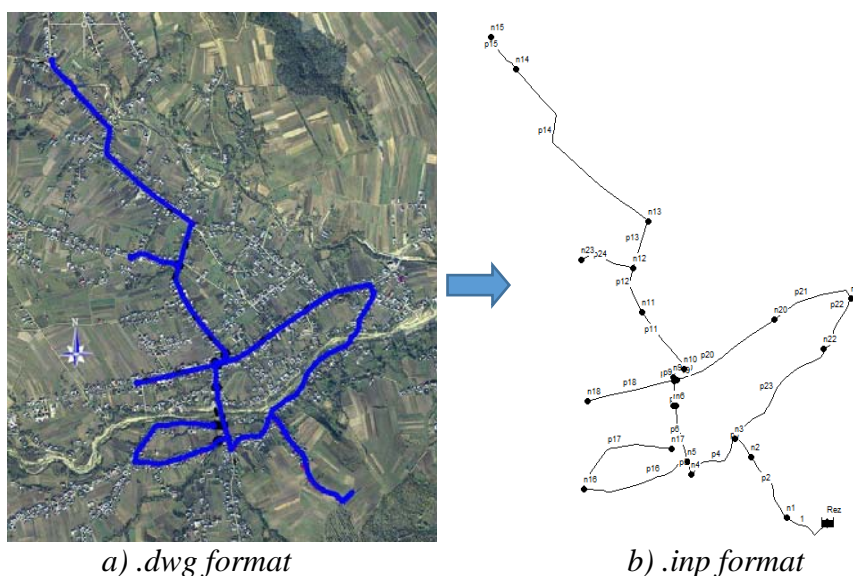 n15
p15
n14
p14
n13
p13
n23
p24
n12
p12
n11
p11
p21
p22
n20
n22
n10
p20
n18
p18
p23
n6
p6
n3
n2
p17
n17
n5
p4
p2
p16
n4
n16
n1
Rez
1
N
a) .dwg format
b) .inp format